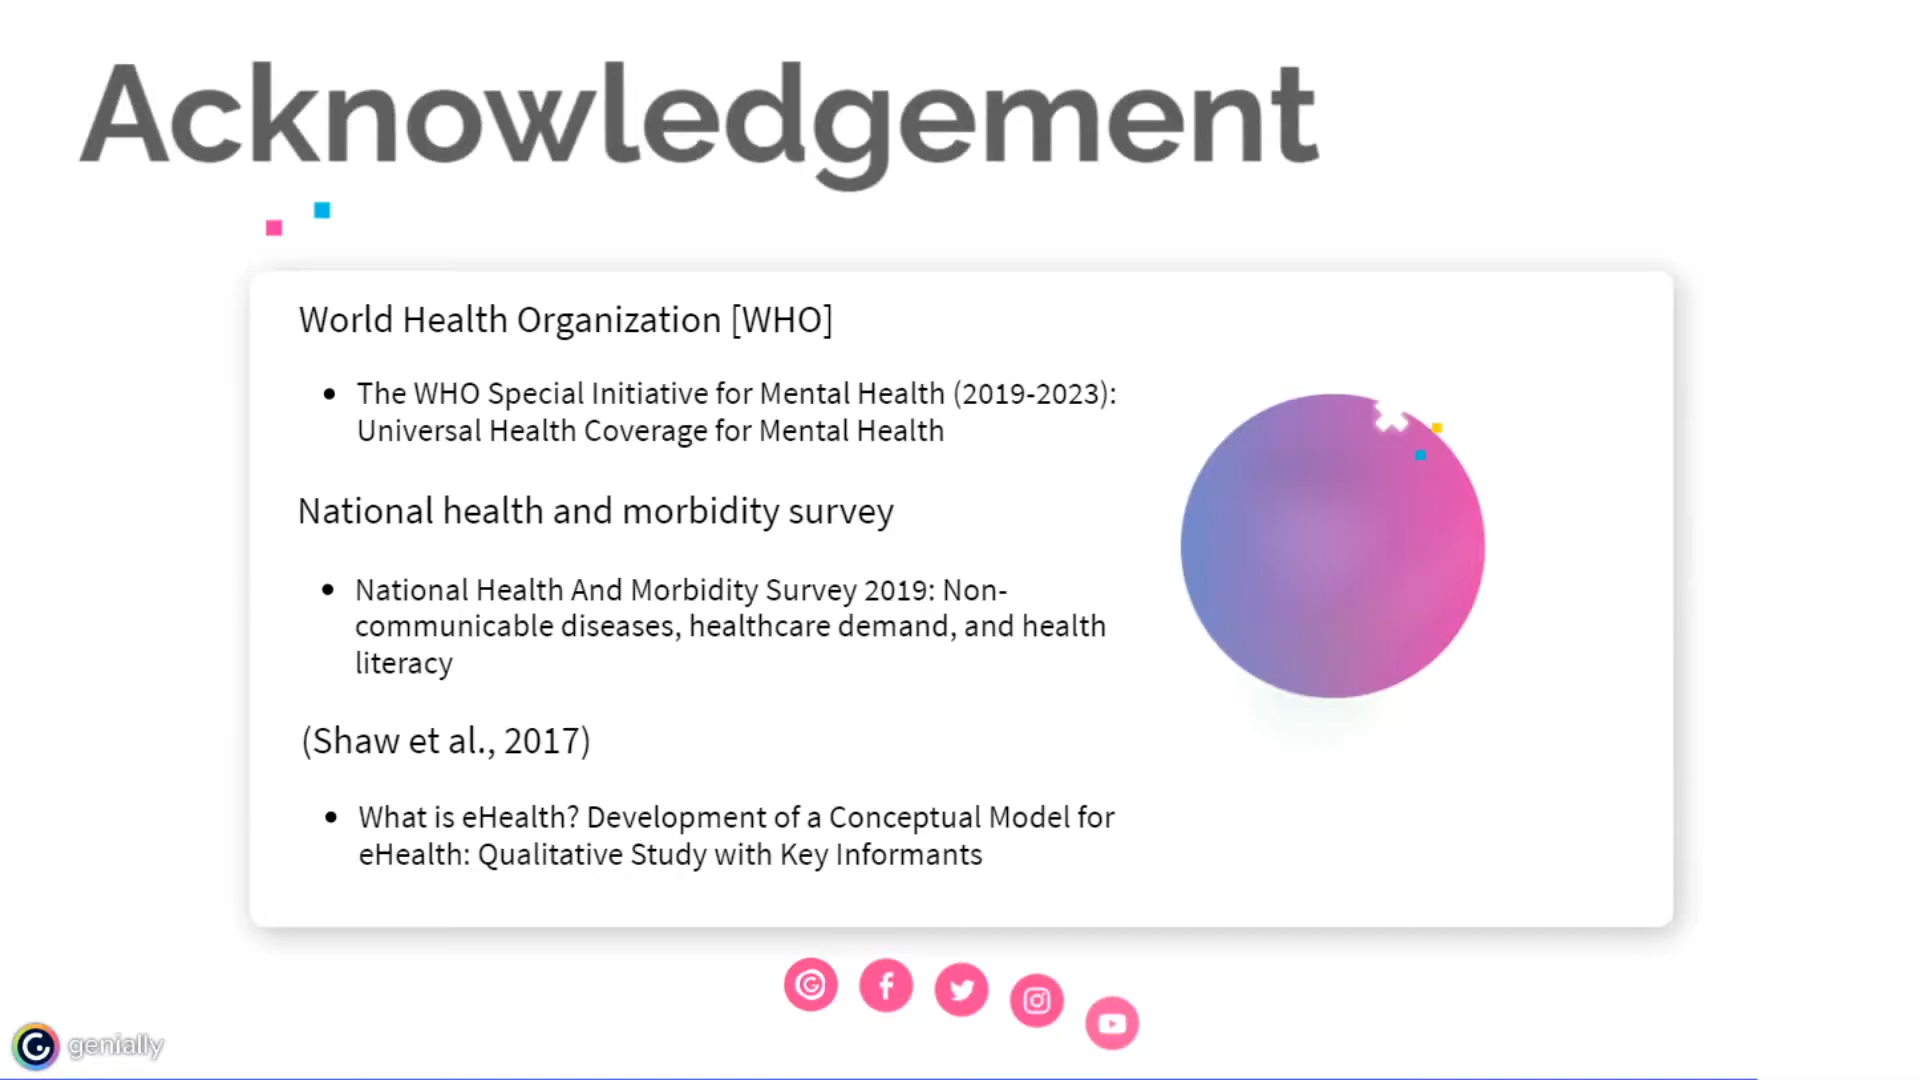 Acknowledgement
World Health Organization [WHO]
The WHO Special Initiative for Mental Health (2019-2023):
Universal Health Coverage for Mental Health
National health and morbidity survey
National Health And Morbidity Survey 2019: Non-
communicable diseases, healthcare demand, and health
literacy
(Shaw et al., 2017)
What is eHealth? Development of a Conceptual Model for
eHealth: Qualitative Study with Key Informants
genially